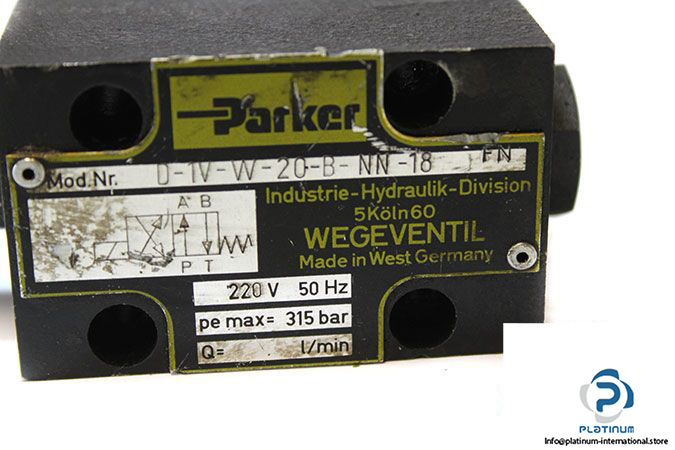 Parker
Mod.Nr. D-1V-W-20-B-NN-18 FN
Industrie-Hydraulik-Division
5Köln60
WEGEVENTIL
Made in West Germany
A B
P T
220 V 50 Hz
pe max= 315 bar
Q= l/min
PLATINUM
Info@platinum-international.store